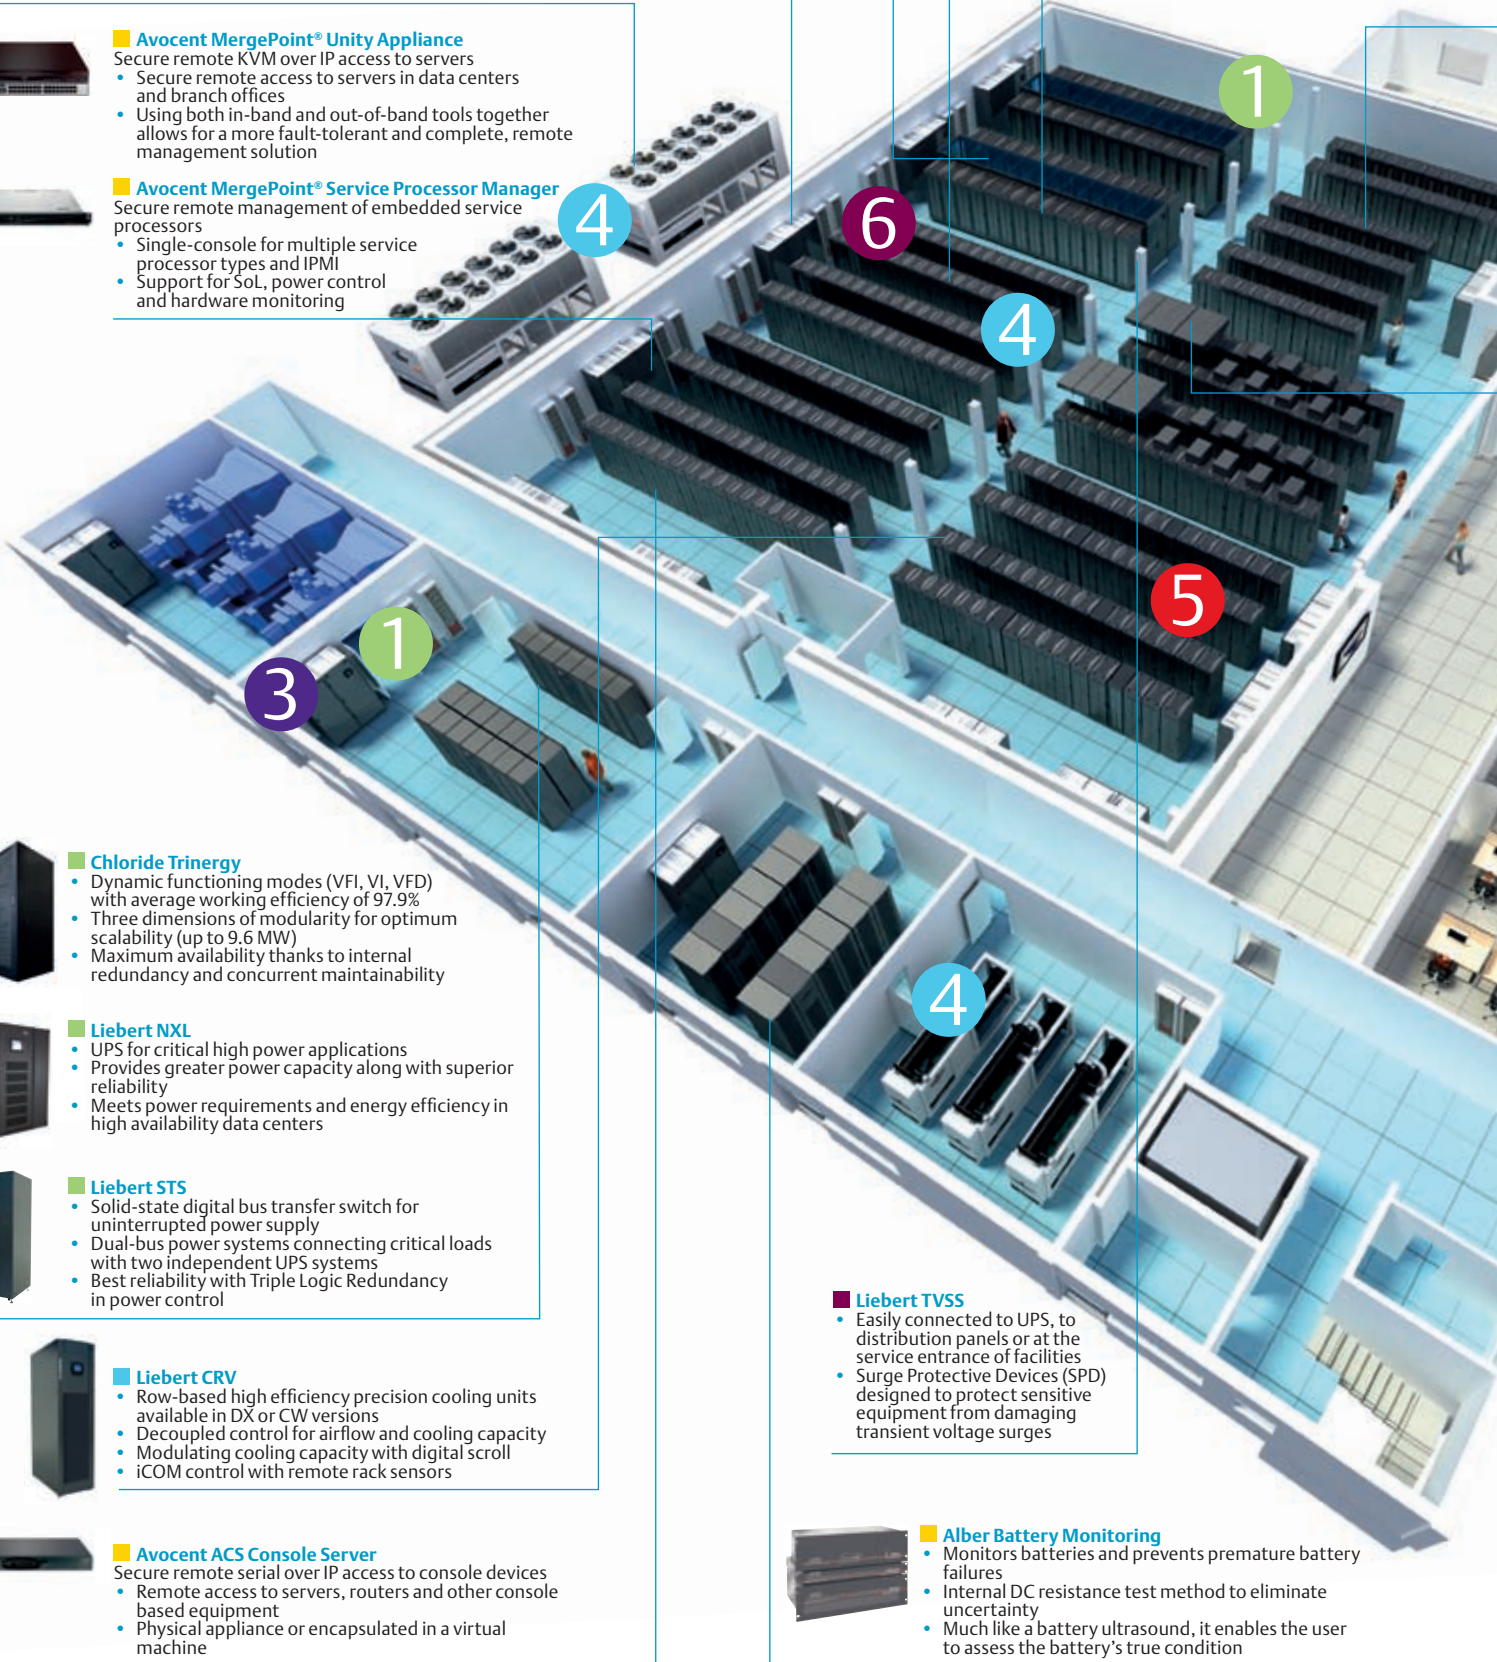 Avocent MergePoint® Unity Appliance
Secure remote KVM over IP access to servers
• Secure remote access to servers in data centers
and branch offices
• Using both in-band and out-of-band tools together
allows for a more fault-tolerant and complete, remote
management solution
Avocent MergePoint® Service Processor Manager
Secure remote management of embedded service
processors
• Single-console for multiple service
processor types and IPMI
• Support for SoL, power control
and hardware monitoring
1
4
6
4
5
1
3
4
Chloride Trinergy
• Dynamic functioning modes (VFI, VI, VFD)
with average working efficiency of 97.9%
• Three dimensions of modularity for optimum
scalability (up to 9.6 MW)
• Maximum availability thanks to internal
redundancy and concurrent maintainability
Liebert NXL
• UPS for critical high power applications
• Provides greater power capacity along with superior
reliability
• Meets power requirements and energy efficiency in
high availability data centers
Liebert STS
• Solid-state digital bus transfer switch for
uninterrupted power supply
• Dual-bus power systems connecting critical loads
with two independent UPS systems
• Best reliability with Triple Logic Redundancy
in power control
Liebert CRV
• Row-based high efficiency precision cooling units
available in DX or CW versions
• Decoupled control for airflow and cooling capacity
• Modulating cooling capacity with digital scroll
• iCOM control with remote rack sensors
Avocent ACS Console Server
Secure remote serial over IP access to console devices
• Remote access to servers, routers and other console
based equipment
• Physical appliance or encapsulated in a virtual
machine
Liebert TVSS
• Easily connected to UPS, to
distribution panels or at the
service entrance of facilities
• Surge Protective Devices (SPD)
designed to protect sensitive
equipment from damaging
transient voltage surges
Alber Battery Monitoring
• Monitors batteries and prevents premature battery
failures
• Internal DC resistance test method to eliminate
uncertainty
• Much like a battery ultrasound, it enables the user
to assess the battery's true condition